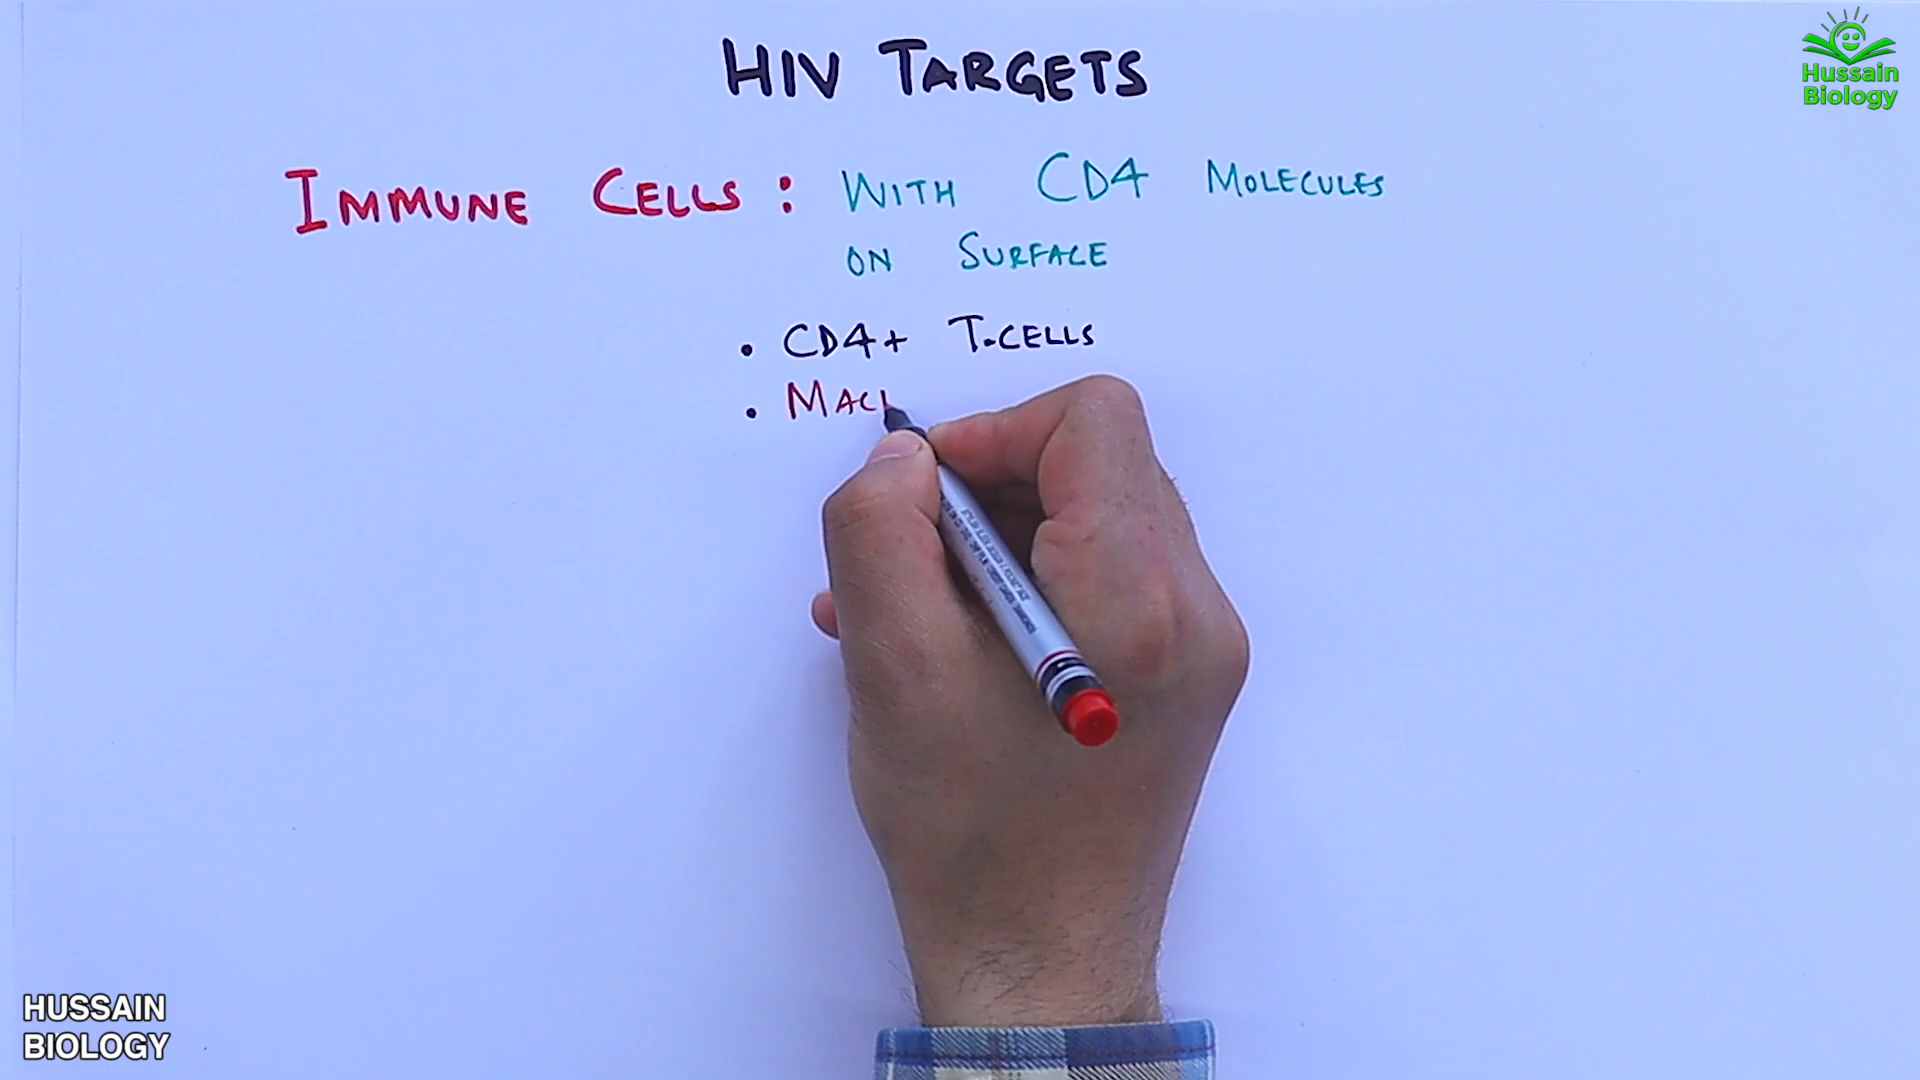 HIV TARGETS
Hussain
Biology
IMMUNE CELLS : WITH CD4 MOLECULES
ON SURFACE
• CD4+ T.CELLS
• MAC
HUSSAIN
BIOLOGY